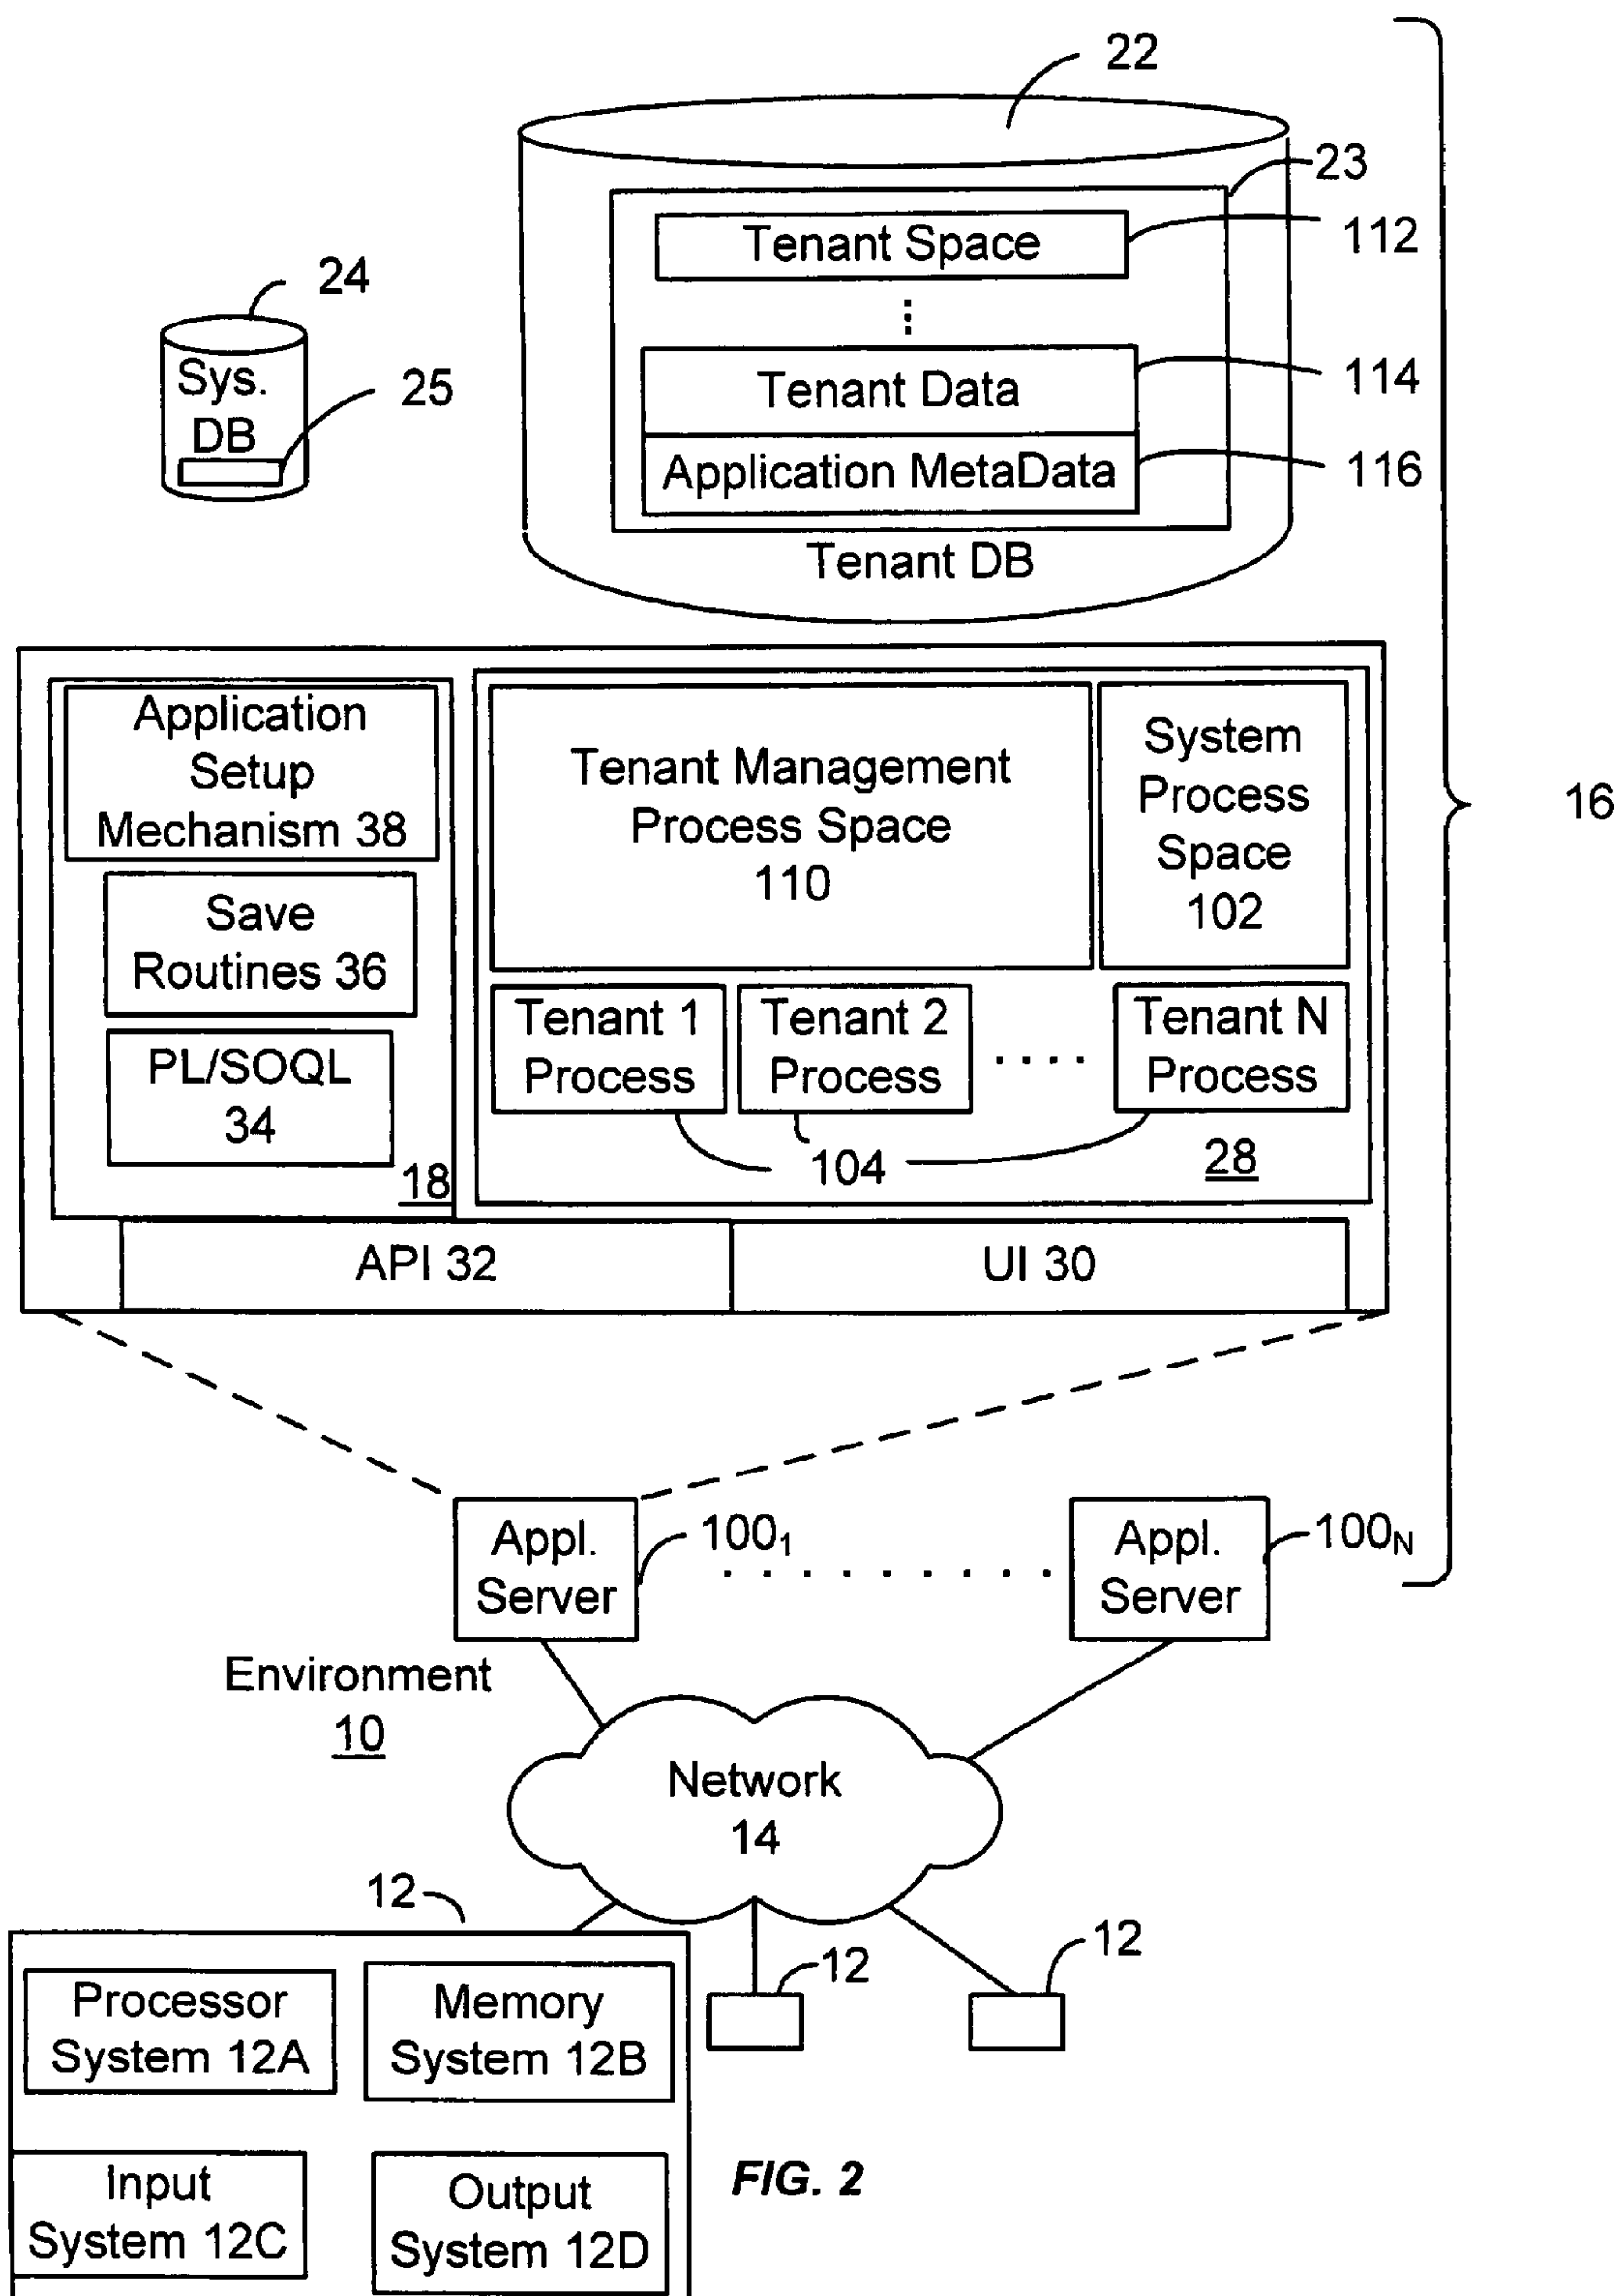 22
23
Tenant Space
112
24
Sys.
DB
25
Tenant Data
114
Application MetaData
116
Tenant DB
Application
Setup
Mechanism 38
Tenant Management
Process Space
110
System
Process
Space
102
16
Save
Routines 36
Tenant 1
Process
Tenant 2
Process
Tenant N
Process
PL/SOQL
34
104
28
18
API 32
UI 30
Appl.
Server
100₁
Appl.
Server
100N
Environment
10
Network
14
12
12
12
Processor
System 12A
Memory
System 12B
Input
System 12C
Output
System 12D
FIG. 2